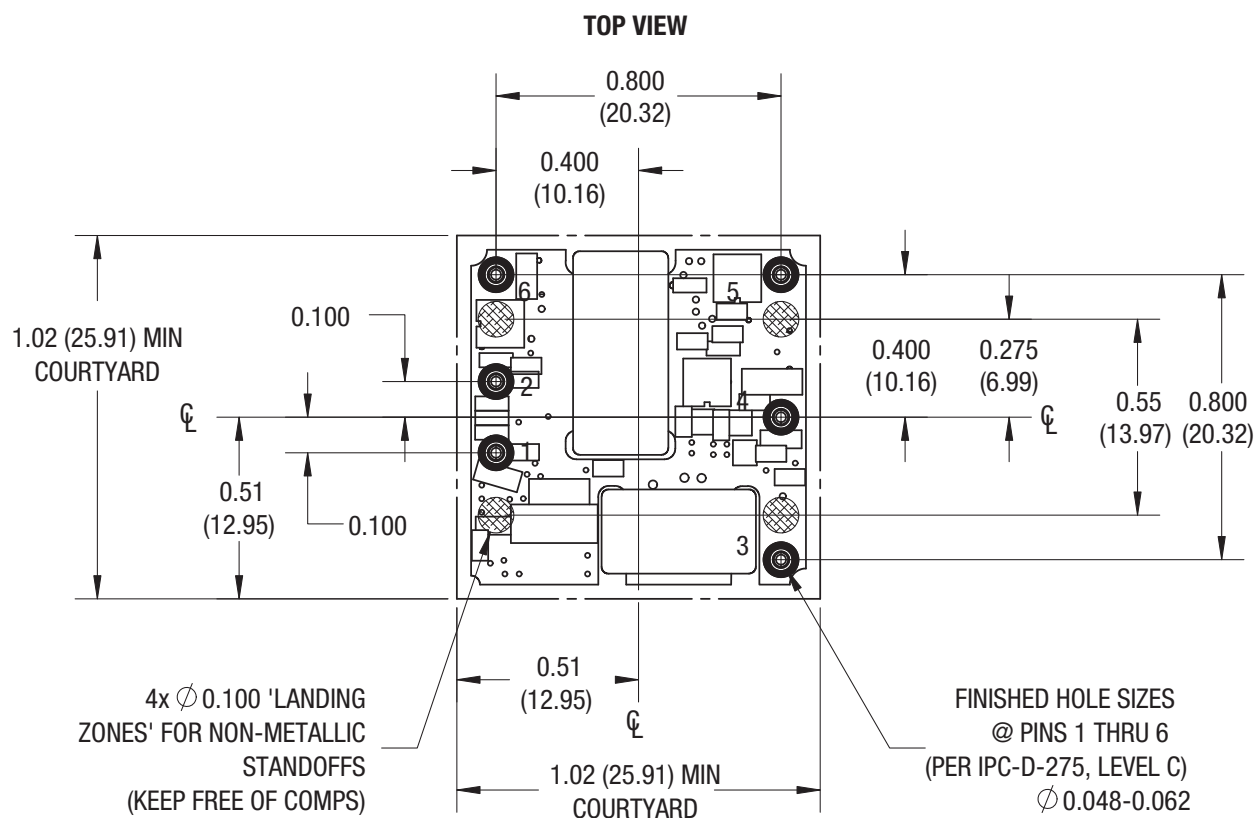 TOP VIEW
0.800
(20.32)
0.400
(10.16)
6
5
1.02 (25.91) MIN
COURTYARD
0.100
2
0.400
(10.16)
0.275
(6.99)
4
℄
℄
0.55
(13.97)
0.800
(20.32)
1
0.51
(12.95)
0.100
3
0.51
(12.95)
℄
4x ∅ 0.100 'LANDING
ZONES' FOR NON-METALLIC
STANDOFFS
(KEEP FREE OF COMPS)
1.02 (25.91) MIN
COURTYARD
FINISHED HOLE SIZES
@ PINS 1 THRU 6
(PER IPC-D-275, LEVEL C)
∅ 0.048-0.062